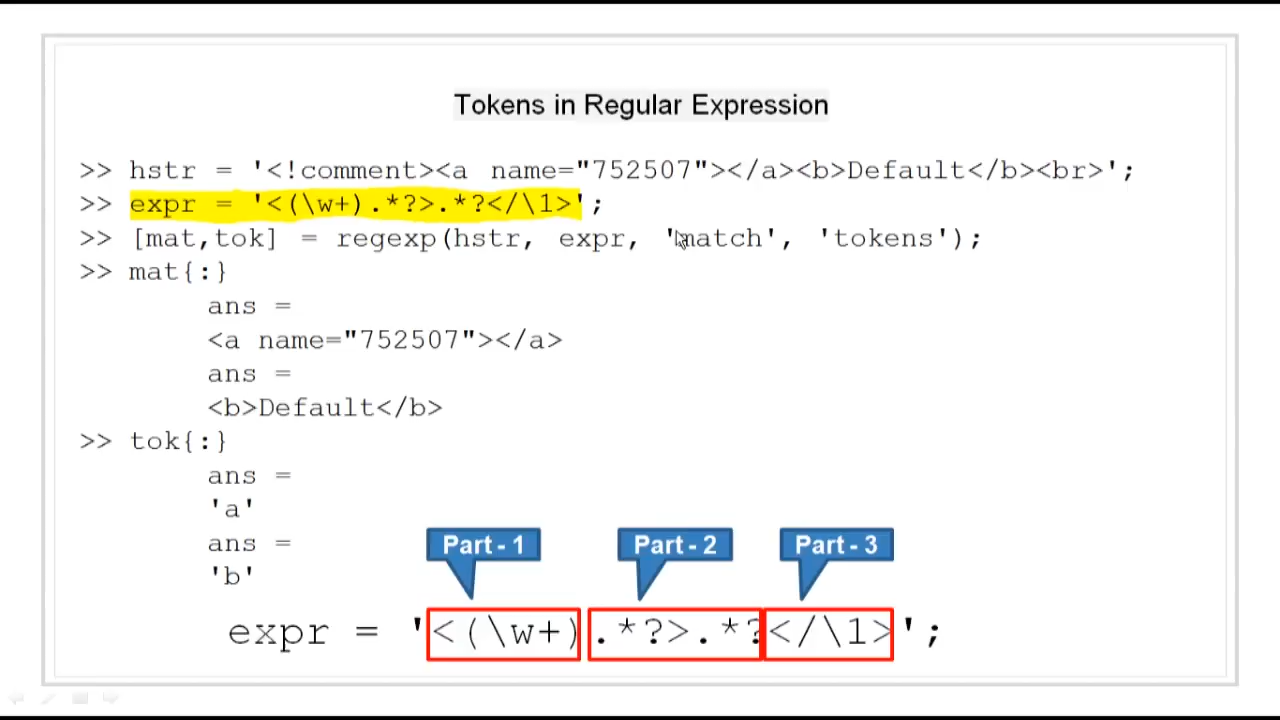 Tokens in Regular Expression
>> hstr = '<!comment><a name="752507"></a><b>Default</b><br>';
>> expr = '<(\w+).*?>.*?</\1>';
>> [mat,tok] = regexp(hstr, expr, 'match', 'tokens');
>> mat{:}
ans =
<a name="752507"></a>
ans =
<b>Default</b>
>> tok{:}
ans =
'a'
ans =
'b'
Part - 1 Part - 2 Part - 3
expr = '<(\w+).*?>.*?</\1>';